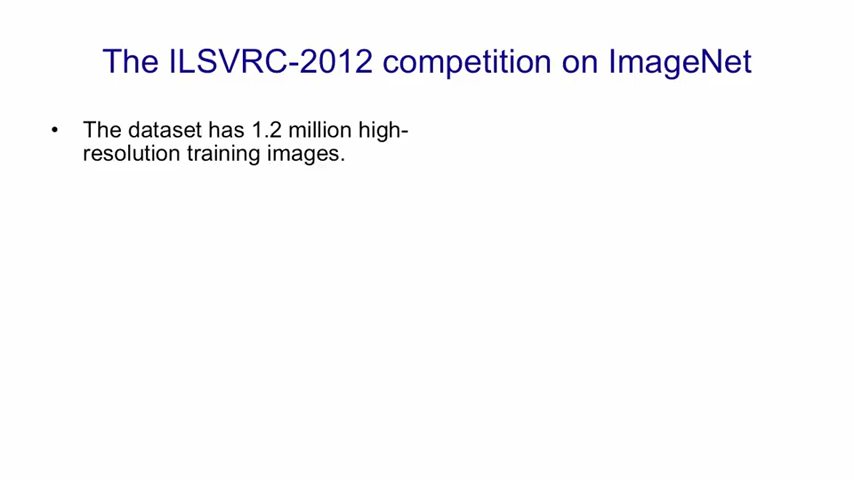 The ILSVRC-2012 competition on ImageNet
• The dataset has 1.2 million high-
resolution training images.